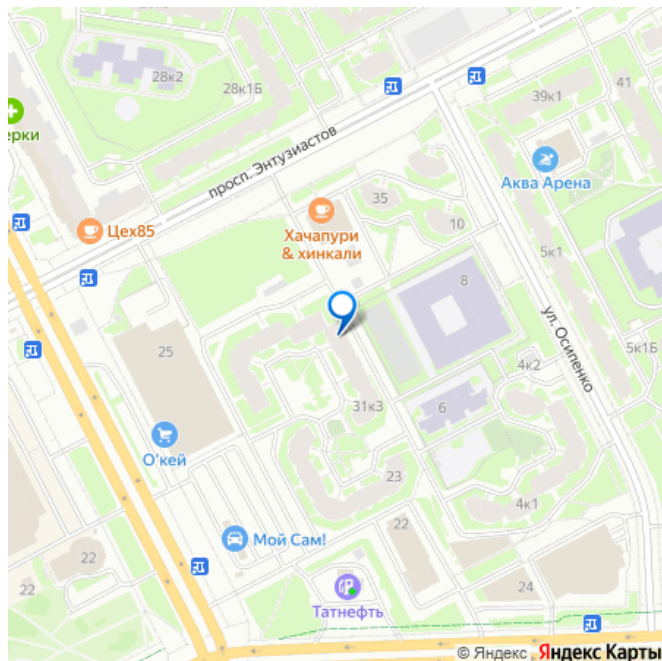 28к2
28к1Б
41
39к1
ерки
просп. Энтузиастов
Аква Арена
35
Цех85
Хачапури
& хинкали
10
5к1
8
ул. Осипенко
25
5к1Б
4к2
31к3
6
О'кей
23
4к1
22
Мой Сам!
22
22
24
Татнефть
© Яндекс Яндекс Карты